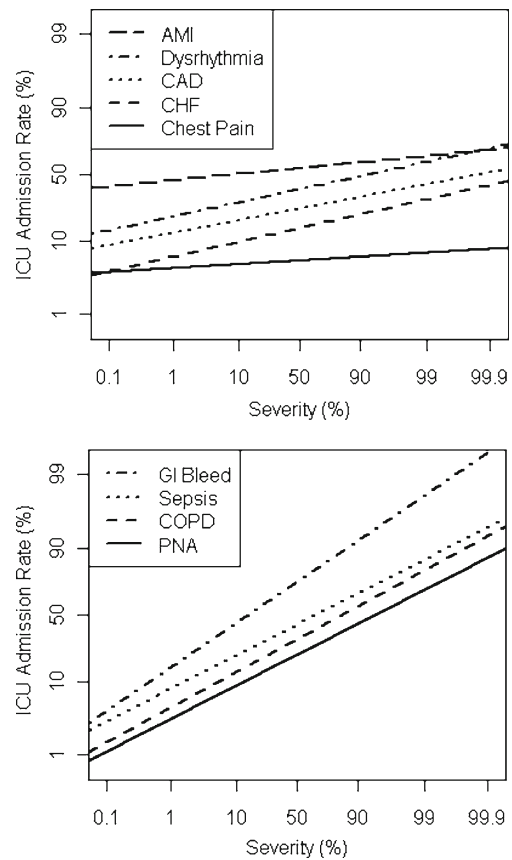 AMI
Dysrhythmia
CAD
CHF
Chest Pain
ICU Admission Rate (%)
99
90
50
10
1
0.1 1 10 50 90 99 99.9
Severity (%)
GI Bleed
Sepsis
COPD
PNA
ICU Admission Rate (%)
99
90
50
10
1
0.1 1 10 50 90 99 99.9
Severity (%)